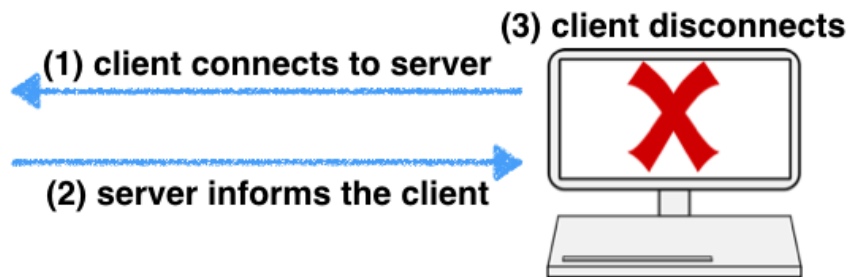 (3) client disconnects
(1) client connects to server
(2) server informs the client